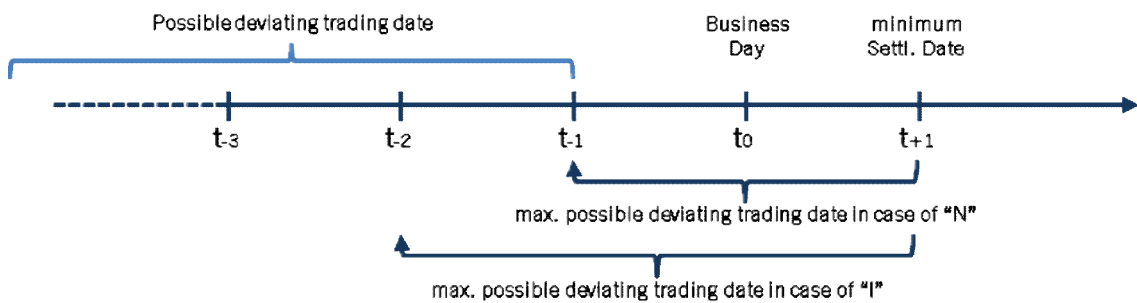 Possible deviating trading date
Business
Day
minimum
Settl. Date
t-3
t-2
t-1
t0
t+1
max. possible deviating trading date in case of “N”
max. possible deviating trading date in case of “I”